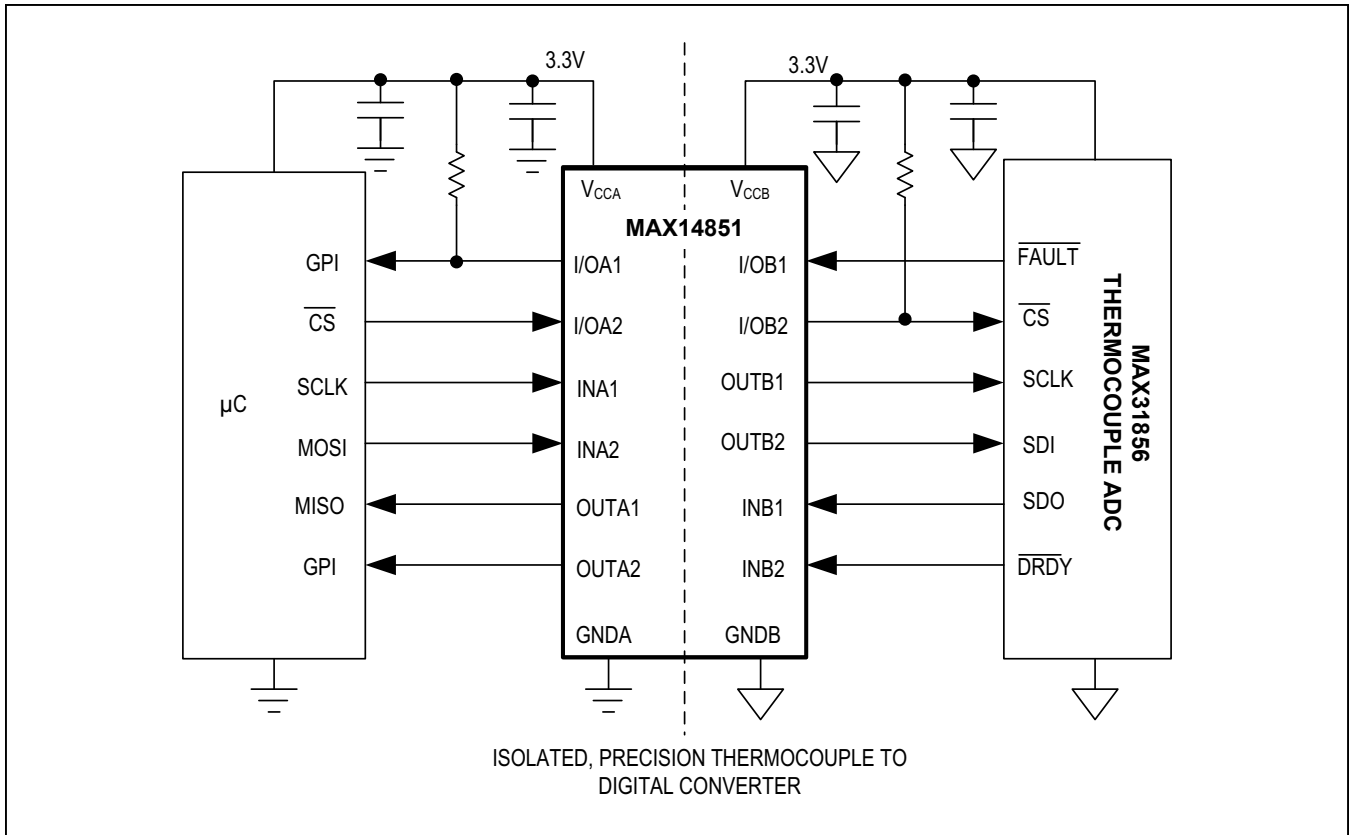 3.3V
3.3V
VCCA
VCCB
MAX14851
GPI
I/OA1
I/OB1
FAULT
CS
I/OA2
I/OB2
CS
SCLK
INA1
OUTB1
SCLK
µC
MOSI
INA2
OUTB2
SDI
MISO
OUTA1
INB1
SDO
GPI
OUTA2
INB2
DRDY
GNDA
GNDB
MAX31856
THERMOCOUPLE ADC
ISOLATED, PRECISION THERMOCOUPLE TO
DIGITAL CONVERTER